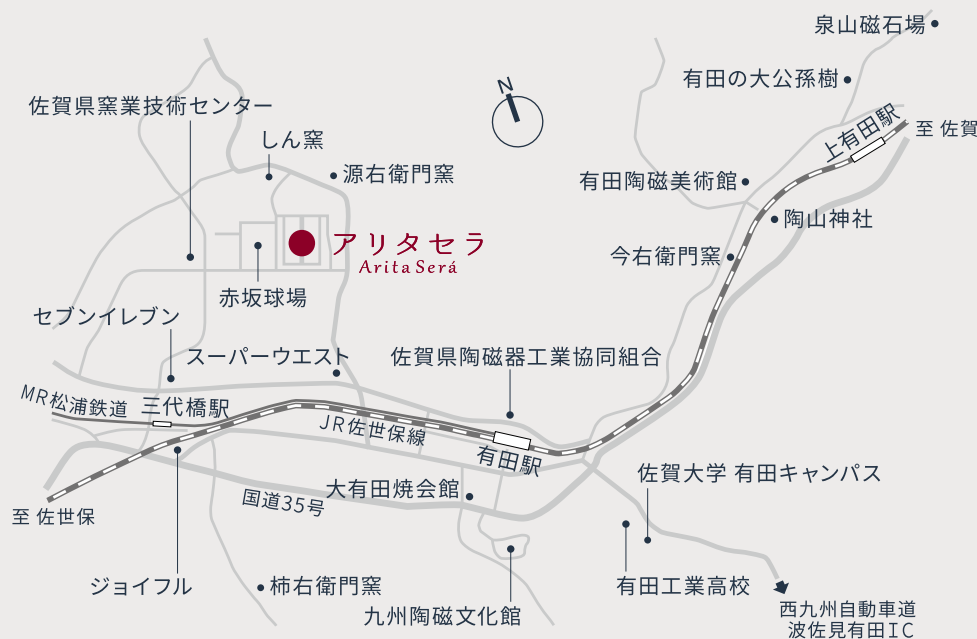 泉山磁石場
有田の大公孫樹
N
佐賀県窯業技術センター
しん窯
上有田駅
至 佐賀
源右衛門窯
有田陶磁美術館
陶山神社
アリタセラ
Arita Será
今右衛門窯
赤坂球場
セブンイレブン
スーパーウエスト
佐賀県陶磁器工業協同組合
MR松浦鉄道
三代橋駅
JR佐世保線
有田駅
佐賀大学 有田キャンパス
大有田焼会館
国道35号
至 佐世保
ジョイフル
柿右衛門窯
有田工業高校
九州陶磁文化館
西九州自動車道
波佐見有田IC